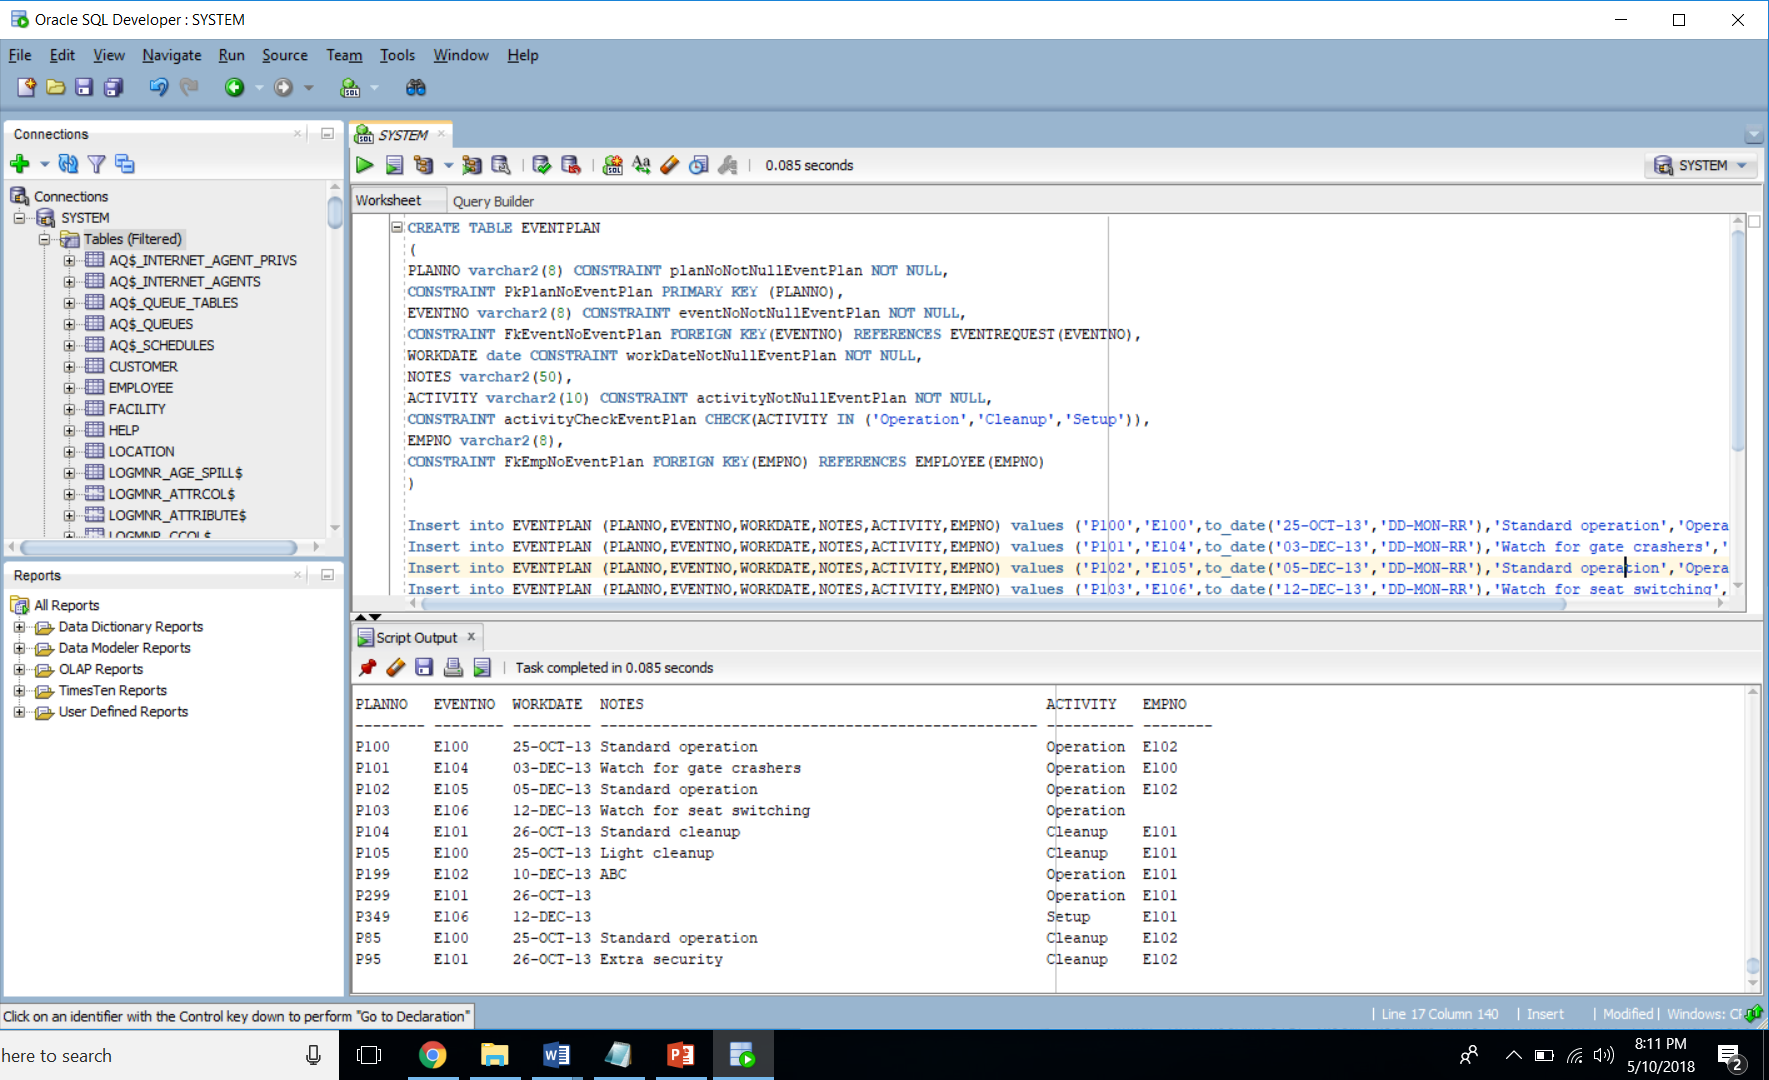 Oracle SQL Developer : SYSTEM
File Edit View Navigate Run Source Team Tools Window Help
Connections
Connections
SYSTEM
Tables (Filtered)
AQ$_INTERNET_AGENT_PRIVS
AQ$_INTERNET_AGENTS
AQ$_QUEUE_TABLES
AQ$_QUEUES
AQ$_SCHEDULES
CUSTOMER
EMPLOYEE
FACILITY
HELP
LOCATION
LOGMNR_AGE_SPILL$
LOGMNR_ATTRCOL$
LOGMNR_ATTRIBUTE$
LOGMNR_CCOL$
Reports
All Reports
Data Dictionary Reports
Data Modeler Reports
OLAP Reports
TimesTen Reports
User Defined Reports
SYSTEM
0.085 seconds
SYSTEM
Worksheet Query Builder
CREATE TABLE EVENTPLAN
(
PLANNO varchar2(8) CONSTRAINT planNoNotNullEventPlan NOT NULL,
CONSTRAINT PkPlanNoEventPlan PRIMARY KEY (PLANNO),
EVENTNO varchar2(8) CONSTRAINT eventNoNotNullEventPlan NOT NULL,
CONSTRAINT FkEventNoEventPlan FOREIGN KEY(EVENTNO) REFERENCES EVENTREQUEST(EVENTNO),
WORKDATE date CONSTRAINT workDateNotNullEventPlan NOT NULL,
NOTES varchar2(50),
ACTIVITY varchar2(10) CONSTRAINT activityNotNullEventPlan NOT NULL,
CONSTRAINT activityCheckEventPlan CHECK(ACTIVITY IN ('Operation','Cleanup','Setup')),
EMPNO varchar2(8),
CONSTRAINT FkEmpNoEventPlan FOREIGN KEY(EMPNO) REFERENCES EMPLOYEE(EMPNO)
)
Insert into EVENTPLAN (PLANNO,EVENTNO,WORKDATE,NOTES,ACTIVITY,EMPNO) values ('P100','E100',to_date('25-OCT-13','DD-MON-RR'),'Standard operation','Opera
Insert into EVENTPLAN (PLANNO,EVENTNO,WORKDATE,NOTES,ACTIVITY,EMPNO) values ('P101','E104',to_date('03-DEC-13','DD-MON-RR'),'Watch for gate crashers','
Insert into EVENTPLAN (PLANNO,EVENTNO,WORKDATE,NOTES,ACTIVITY,EMPNO) values ('P102','E105',to_date('05-DEC-13','DD-MON-RR'),'Standard operation','Opera
Insert into EVENTPLAN (PLANNO,EVENTNO,WORKDATE,NOTES,ACTIVITY,EMPNO) values ('P103','E106',to_date('12-DEC-13','DD-MON-RR'),'Watch for seat switching',
Script Output
Task completed in 0.085 seconds
PLANNO EVENTNO WORKDATE NOTES ACTIVITY EMPNO
-------- -------- --------- -------------------------------------------------- ---------- --------
P100 E100 25-OCT-13 Standard operation Operation E102
P101 E104 03-DEC-13 Watch for gate crashers Operation E100
P102 E105 05-DEC-13 Standard operation Operation E102
P103 E106 12-DEC-13 Watch for seat switching Operation
P104 E101 26-OCT-13 Standard cleanup Cleanup E101
P105 E100 25-OCT-13 Light cleanup Cleanup E101
P199 E102 10-DEC-13 ABC Operation E101
P299 E101 26-OCT-13 Operation E101
P349 E106 12-DEC-13 Setup E101
P85 E100 25-OCT-13 Standard operation Cleanup E102
P95 E101 26-OCT-13 Extra security Cleanup E102
Click on an identifier with the Control key down to perform "Go to Declaration"
Line 17 Column 140 | Insert | Modified | Windows: CF
here to search
8:11 PM
5/10/2018
2